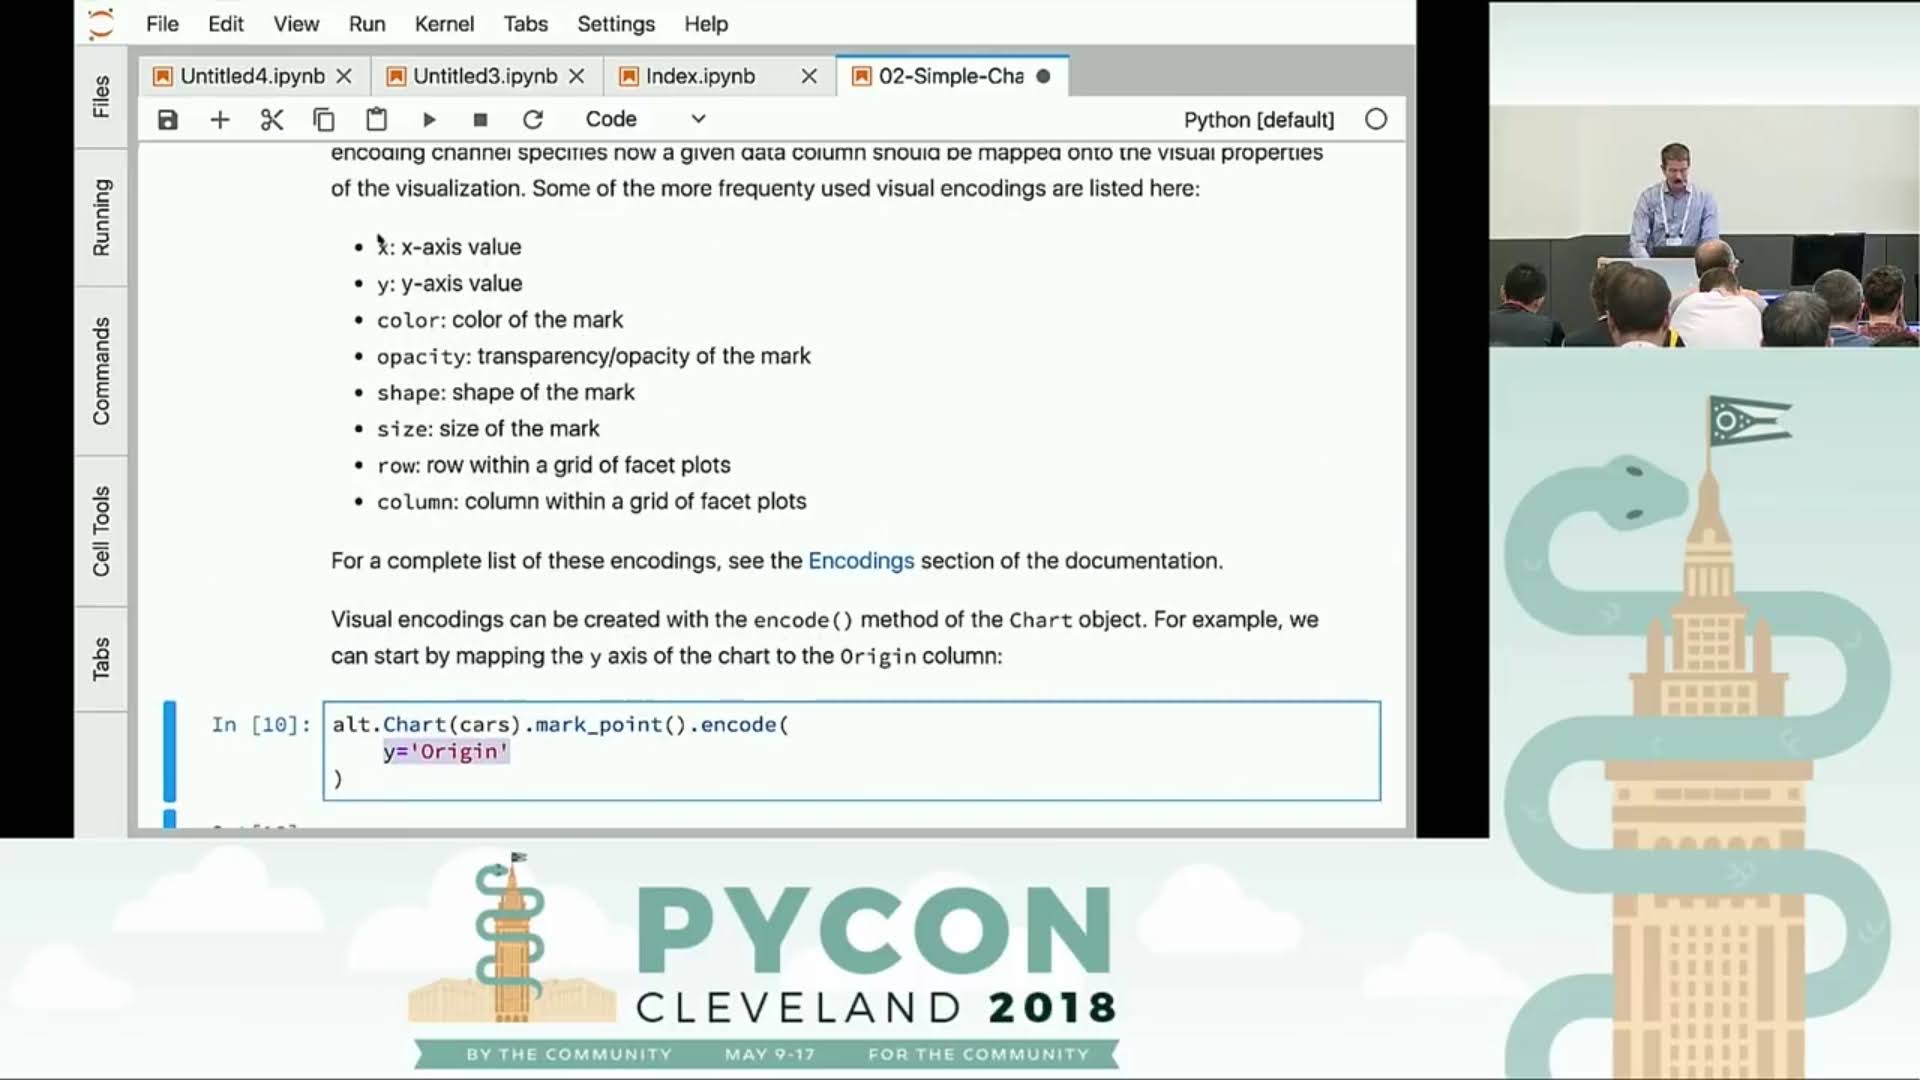 File Edit View Run Kernel Tabs Settings Help
Untitled4.ipynb Untitled3.ipynb Index.ipynb 02-Simple-Cha
Code Python [default]
Files
Running
Commands
Cell Tools
Tabs
encoding channel specifies how a given data column should be mapped onto the visual properties
of the visualization. Some of the more frequenty used visual encodings are listed here:
• x: x-axis value
• y: y-axis value
• color: color of the mark
• opacity: transparency/opacity of the mark
• shape: shape of the mark
• size: size of the mark
• row: row within a grid of facet plots
• column: column within a grid of facet plots
For a complete list of these encodings, see the Encodings section of the documentation.
Visual encodings can be created with the encode() method of the Chart object. For example, we
can start by mapping the y axis of the chart to the Origin column:
In [10]: alt.Chart(cars).mark_point().encode(
y='Origin'
)
PYCON
CLEVELAND 2018
BY THE COMMUNITY MAY 9-17 FOR THE COMMUNITY